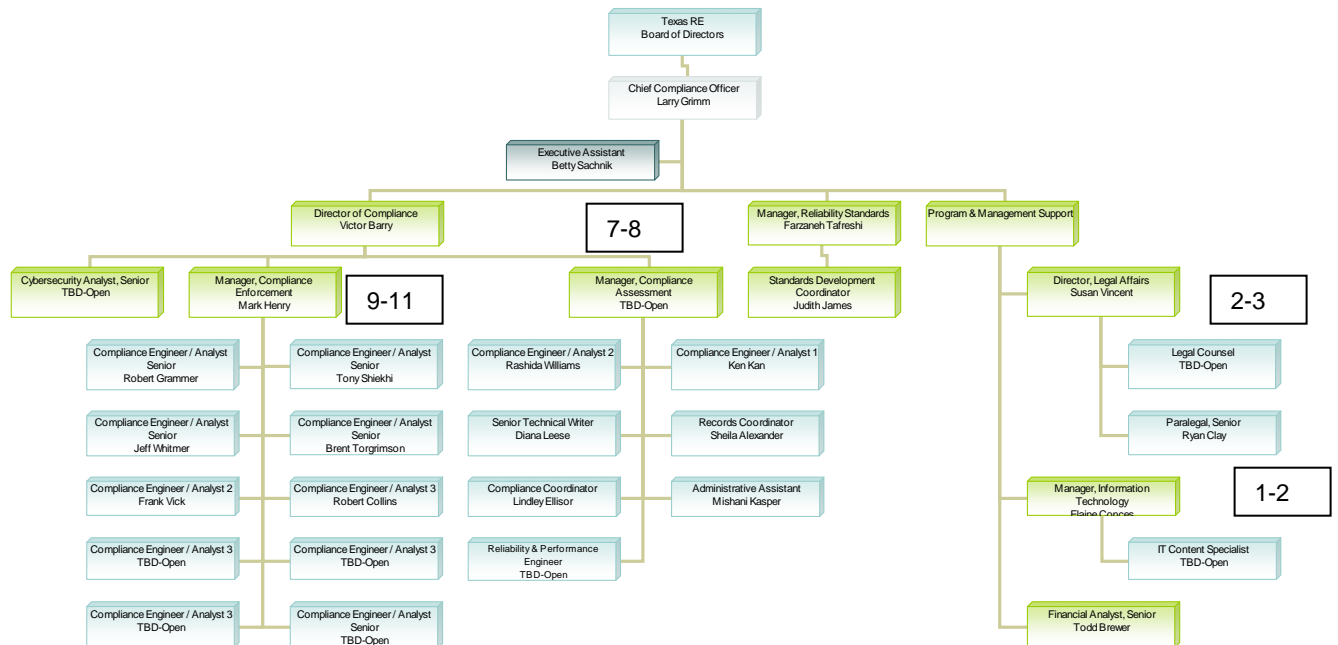 Texas RE
Board of Directors
Chief Compliance Officer
Larry Grimm
Executive Assistant
Betty Sachnik
Director of Compliance
Victor Barry
7-8
Manager, Reliability Standards
Farzaneh Tafreshi
Program & Management Support
Cybersecurity Analyst, Senior
TBD-Open
Manager, Compliance
Enforcement
Mark Henry
9-11
Manager, Compliance
Assessment
TBD-Open
Standards Development
Coordinator
Judith James
Director, Legal Affairs
Susan Vincent
2-3
Compliance Engineer / Analyst
Senior
Robert Grammer
Compliance Engineer / Analyst
Senior
Tony Shiekhi
Compliance Engineer / Analyst 2
Rashida Williams
Compliance Engineer / Analyst 1
Ken Kan
Legal Counsel
TBD-Open
Compliance Engineer / Analyst
Senior
Jeff Whitmer
Compliance Engineer / Analyst
Senior
Brent Torgrimson
Senior Technical Writer
Diana Leese
Records Coordinator
Sheila Alexander
Paralegal, Senior
Ryan Clay
Compliance Engineer / Analyst 2
Frank Vick
Compliance Engineer / Analyst 3
Robert Collins
Compliance Coordinator
Lindley Ellisor
Administrative Assistant
Mishani Kasper
Manager, Information
Technology
Elaine Conces
1-2
Compliance Engineer / Analyst 3
TBD-Open
Compliance Engineer / Analyst 3
TBD-Open
Reliability & Performance
Engineer
TBD-Open
IT Content Specialist
TBD-Open
Compliance Engineer / Analyst 3
TBD-Open
Compliance Engineer / Analyst
Senior
TBD-Open
Financial Analyst, Senior
Todd Brewer